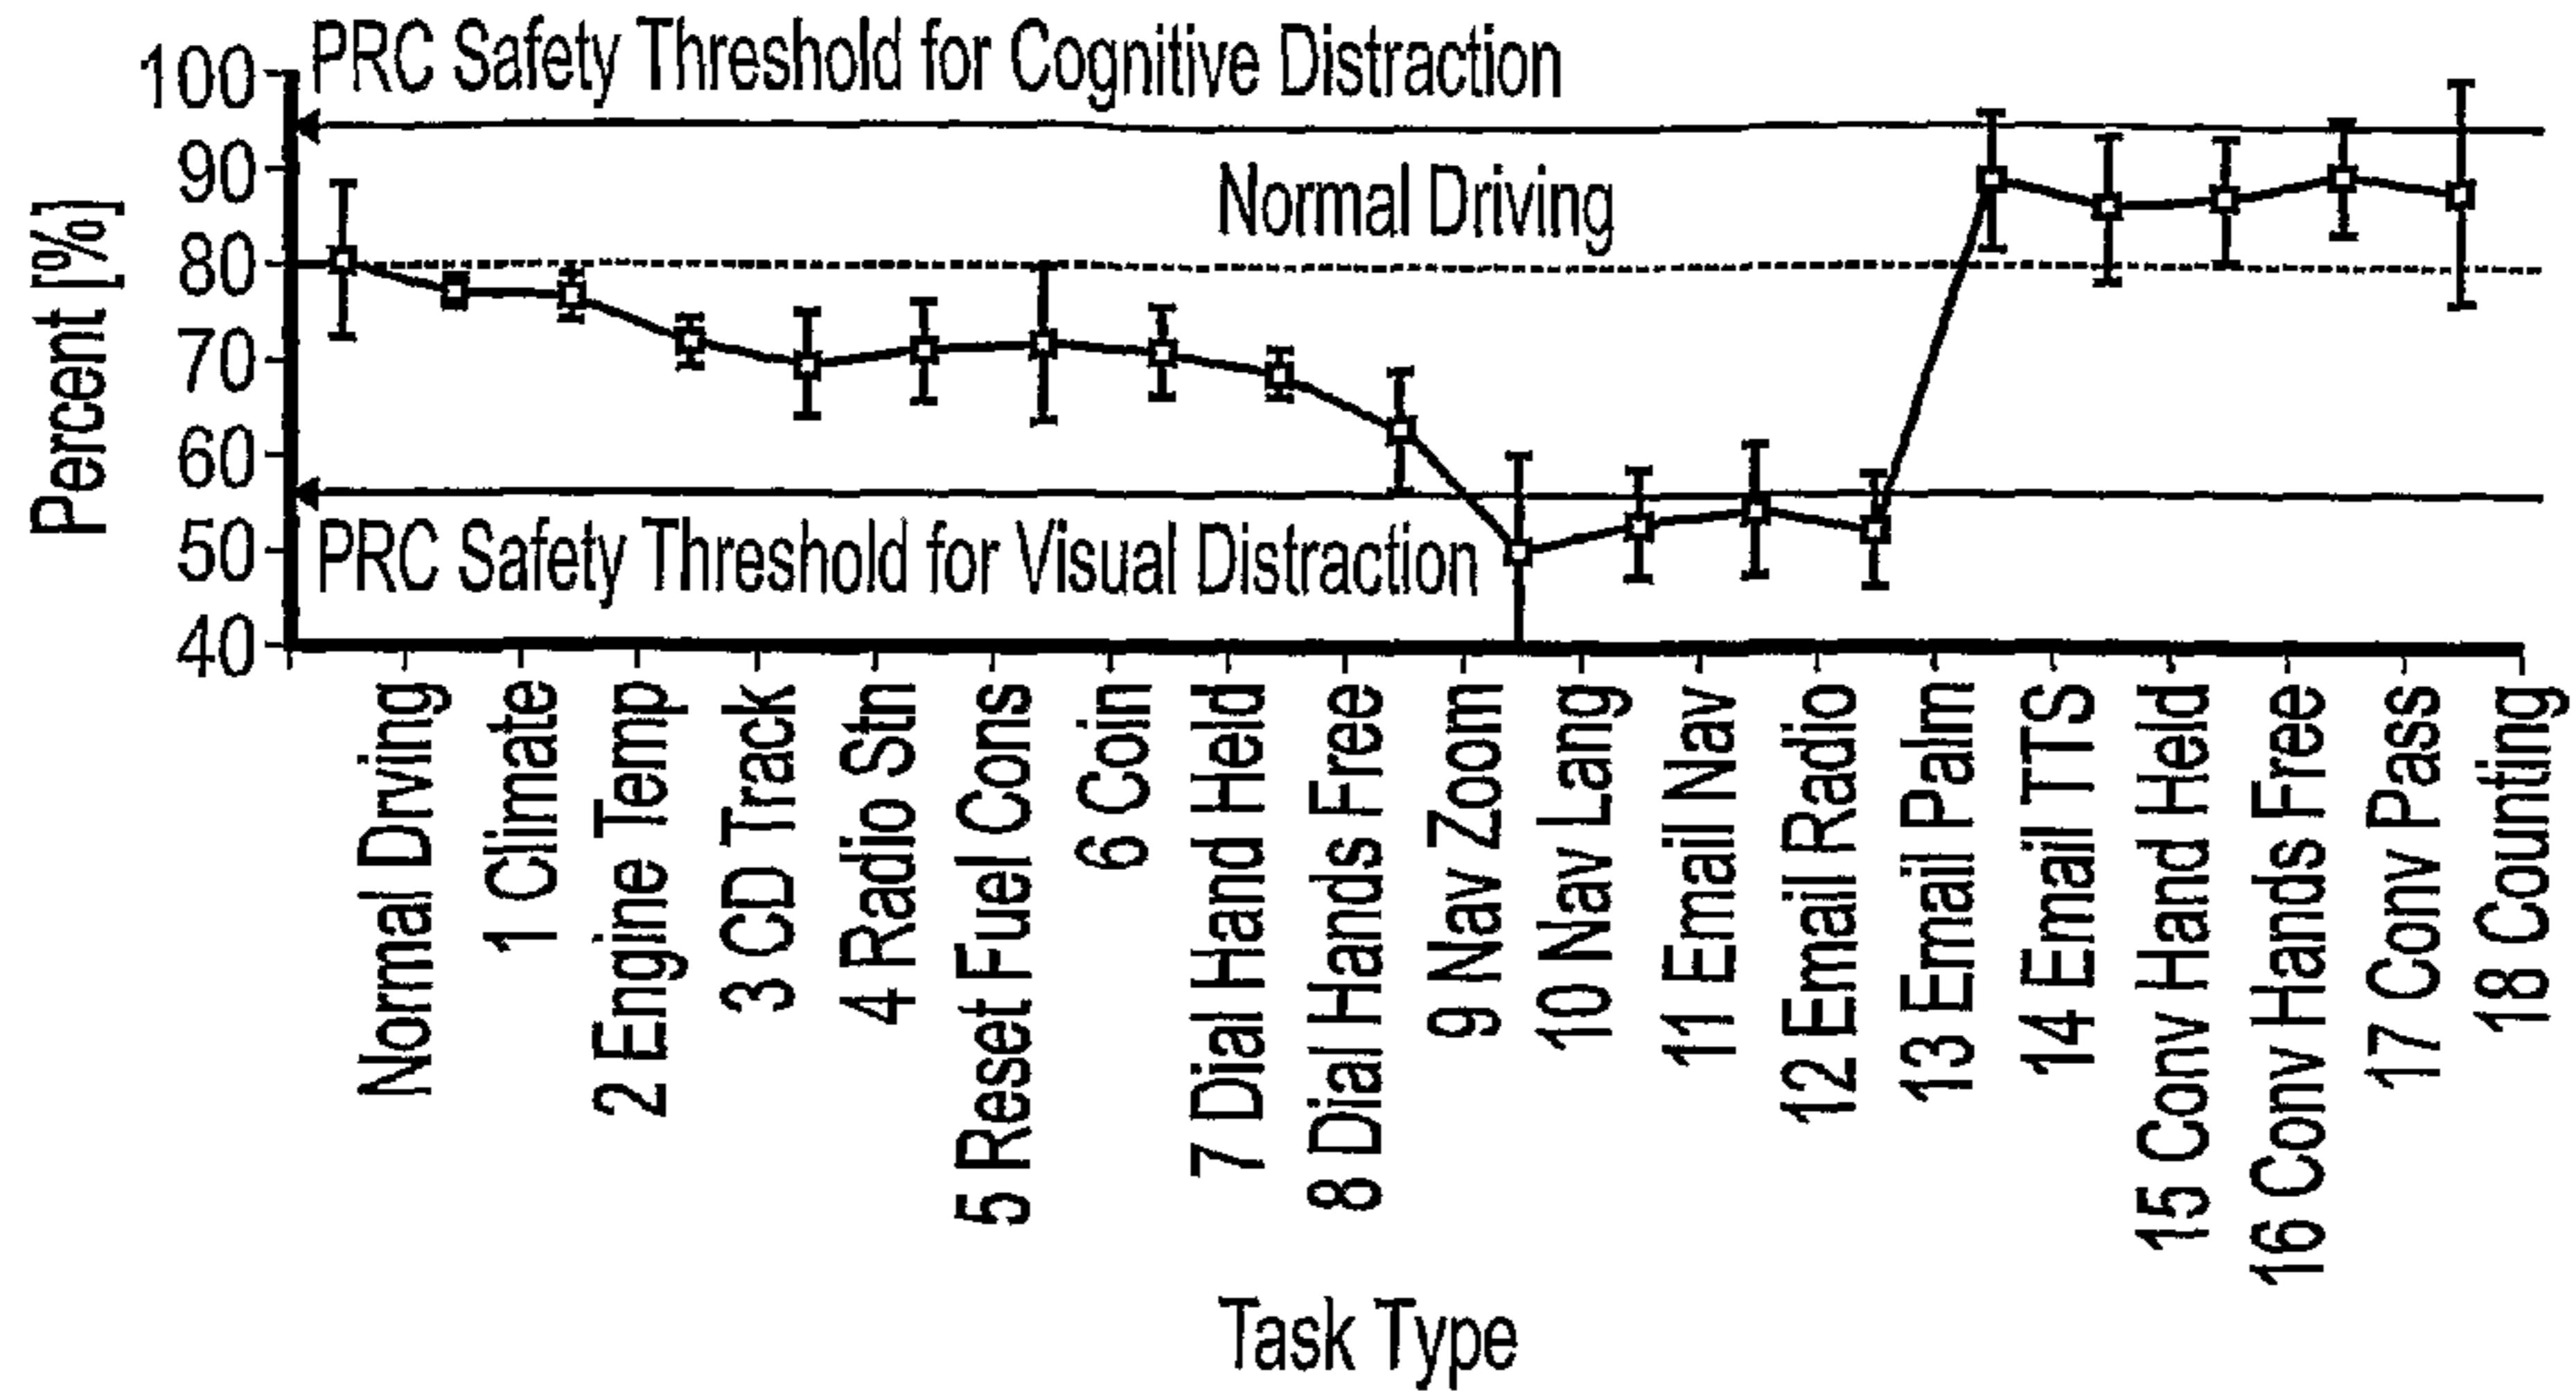 PRC Safety Threshold for Cognitive Distraction
100
90
80
70
60
50
40
Percent [%]
Normal Driving
PRC Safety Threshold for Visual Distraction
Normal Drving
1 Climate
2 Engine Temp
3 CD Track
4 Radio Stn
5 Reset Fuel Cons
6 Coin
7 Dial Hand Held
8 Dial Hands Free
9 Nav Zoom
10 Nav Lang
11 Email Nav
12 Email Radio
13 Email Palm
14 Email TTS
15 Conv Hand Held
16 Conv Hands Free
17 Conv Pass
18 Counting
Task Type